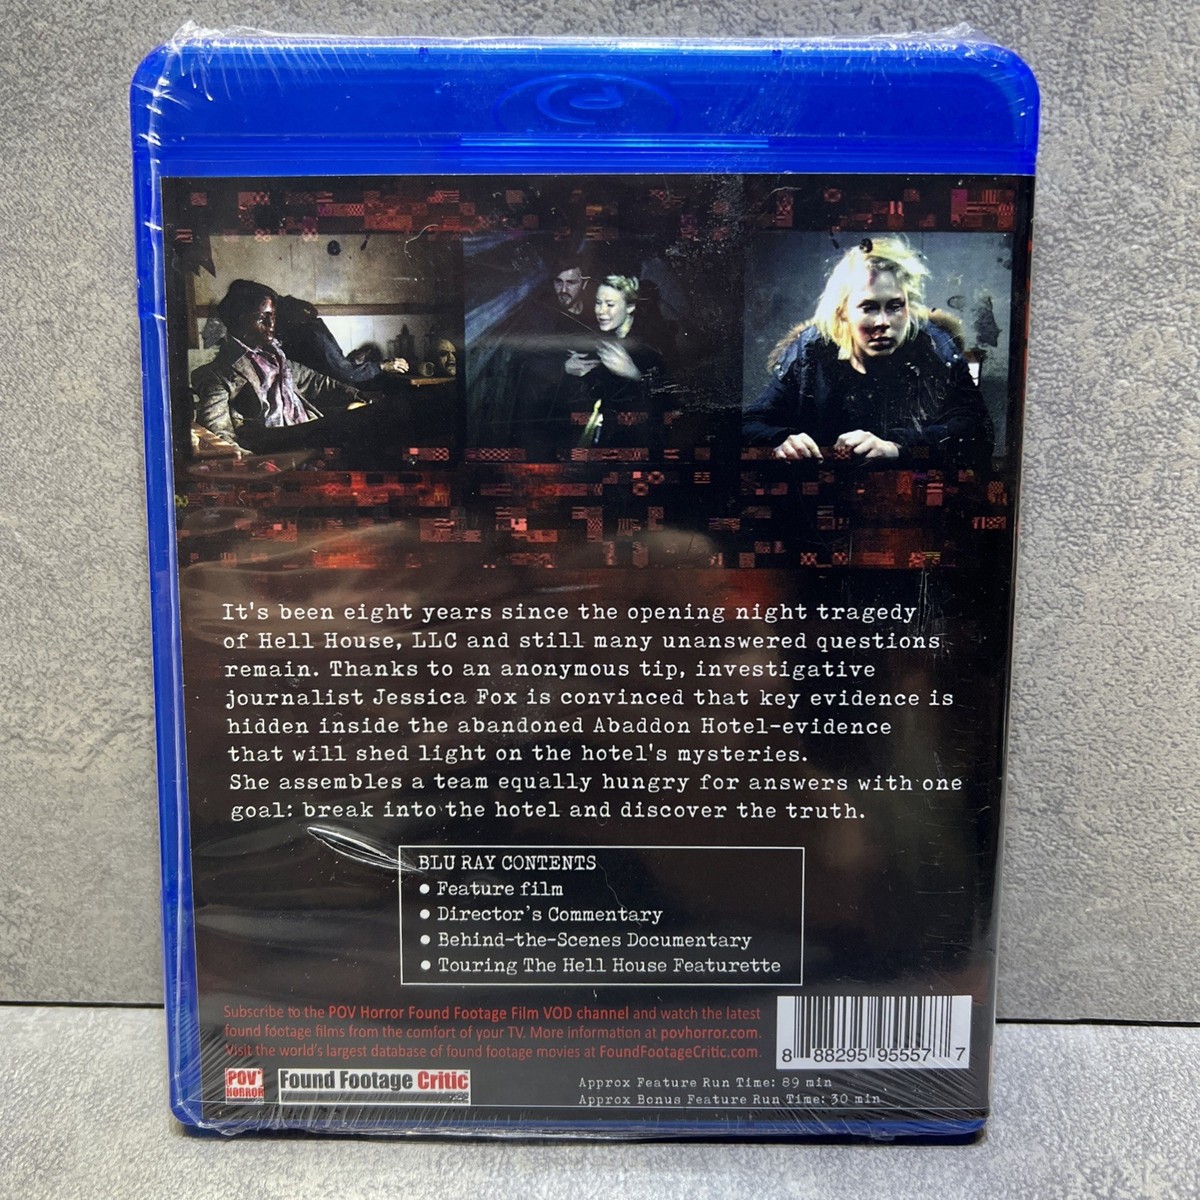 It's been eight years since the opening night tragedy
of Hell House, LLC and still many unanswered questions
remain. Thanks to an anonymous tip, investigative
journalist Jessica Fox is convinced that key evidence is
hidden inside the abandoned Abaddon Hotel-evidence
that will shed light on the hotel's mysteries.
She assembles a team equally hungry for answers with one
goal: break into the hotel and discover the truth.
BLU RAY CONTENTS
• Feature film
• Director's Commentary
• Behind-the-Scenes Documentary
• Touring The Hell House Featurette
Subscribe to the POV Horror Found Footage Film VOD channel and watch the latest
found footage films from the comfort of your TV. More information at povhorror.com.
Visit the world's largest database of found footage movies at FoundFootageCritic.com.
8 88295 95557 7
POV
HORROR
Found Footage Critic
Approx Feature Run Time: 89 min
Approx Bonus Feature Run Time: 30 min